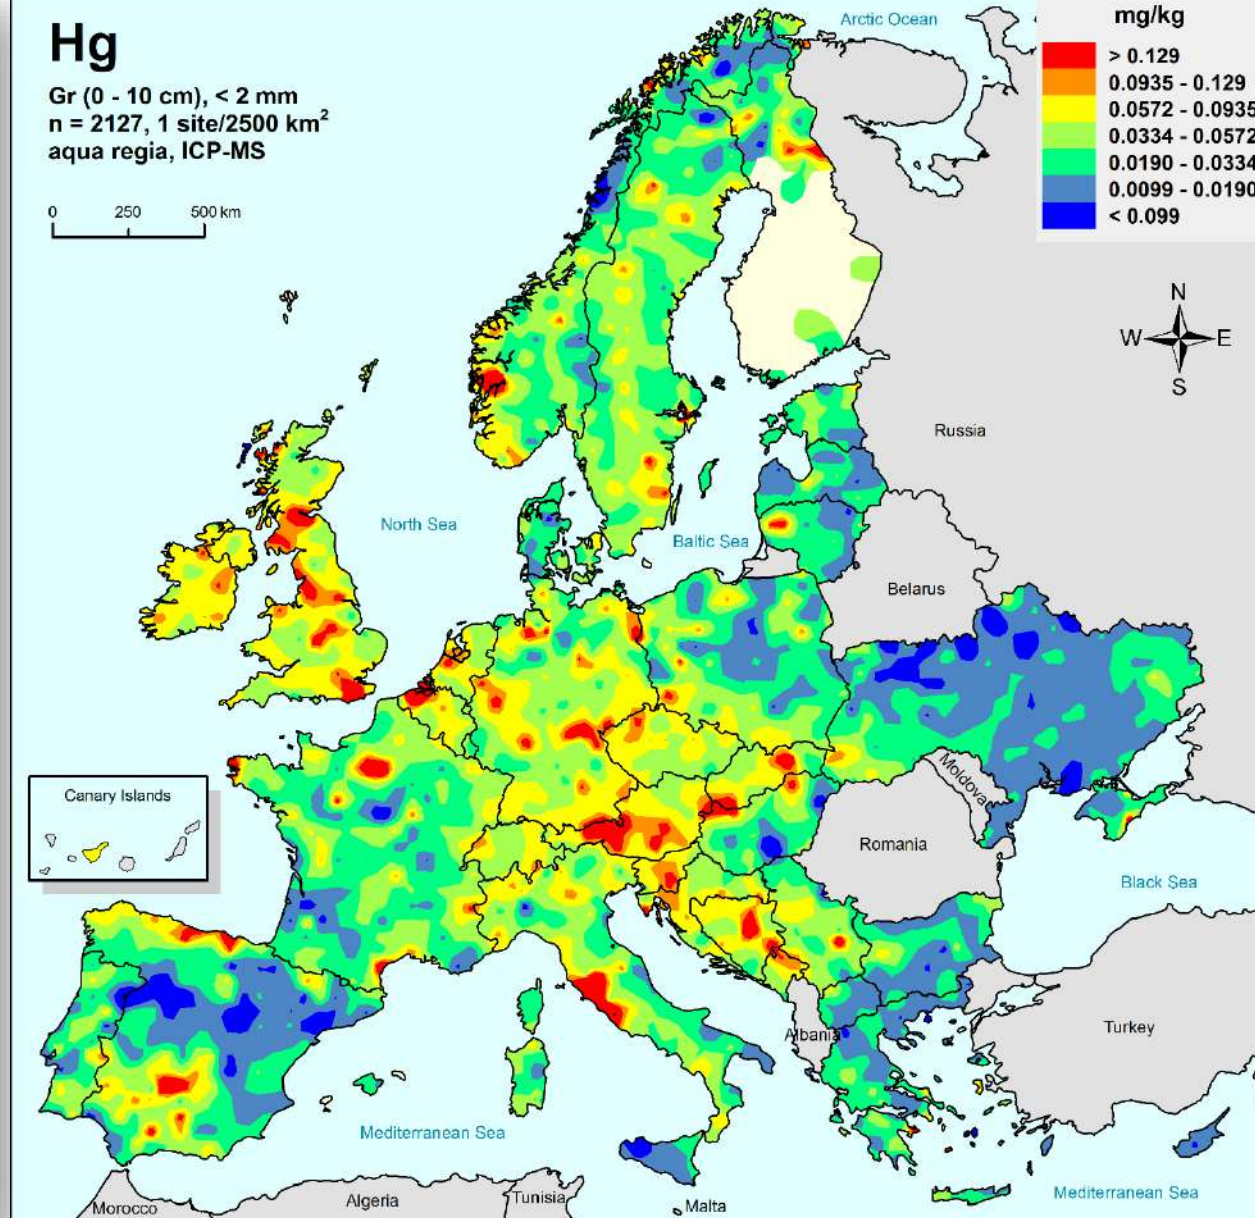 Hg
Gr (0 - 10 cm), < 2 mm
n = 2127, 1 site/2500 km²
aqua regia, ICP-MS
0 250 500 km
Arctic Ocean
mg/kg
> 0.129
0.0935 - 0.129
0.0572 - 0.0935
0.0334 - 0.0572
0.0190 - 0.0334
0.0099 - 0.0190
< 0.099
N
W E
S
Russia
North Sea
Baltic Sea
Belarus
Moldova
Canary Islands
Romania
Black Sea
Albania
Turkey
Mediterranean Sea
Mediterranean Sea
Morocco
Algeria
Tunisia
Malta